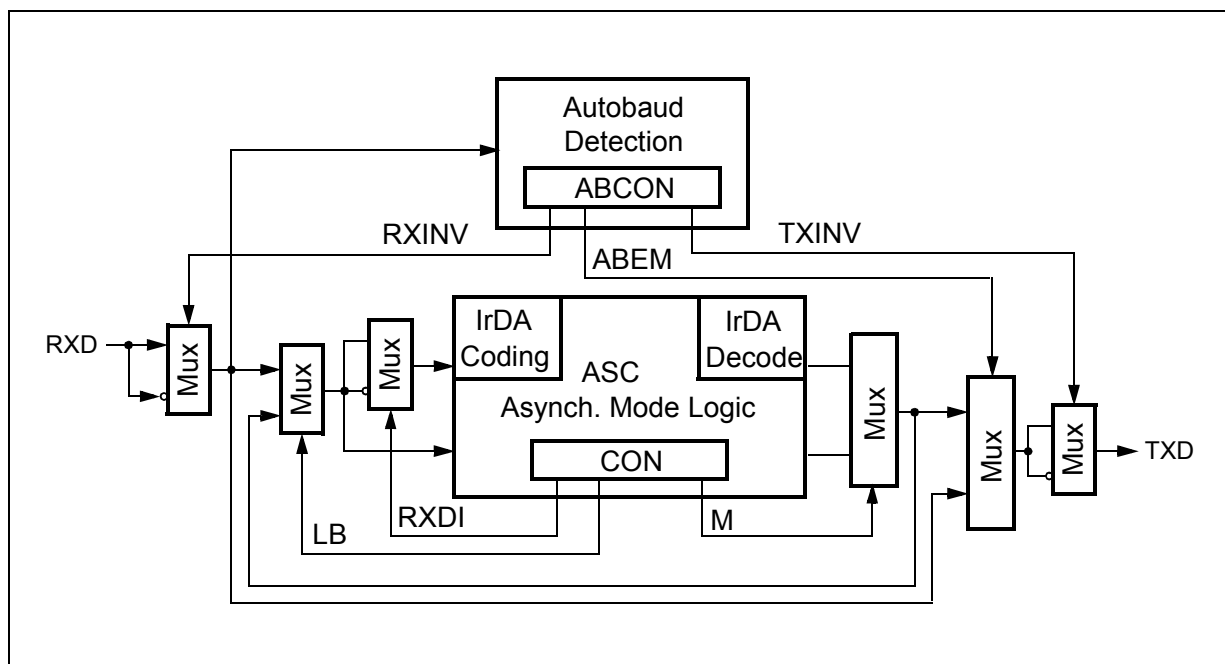 Autobaud
Detection
ABCON
RXINV
TXINV
ABEM
RXD
Mux
Mux
Mux
IrDA
Coding
IrDA
Decode
ASC
Asynch. Mode Logic
CON
Mux
Mux
Mux
TXD
RXDI
M
LB